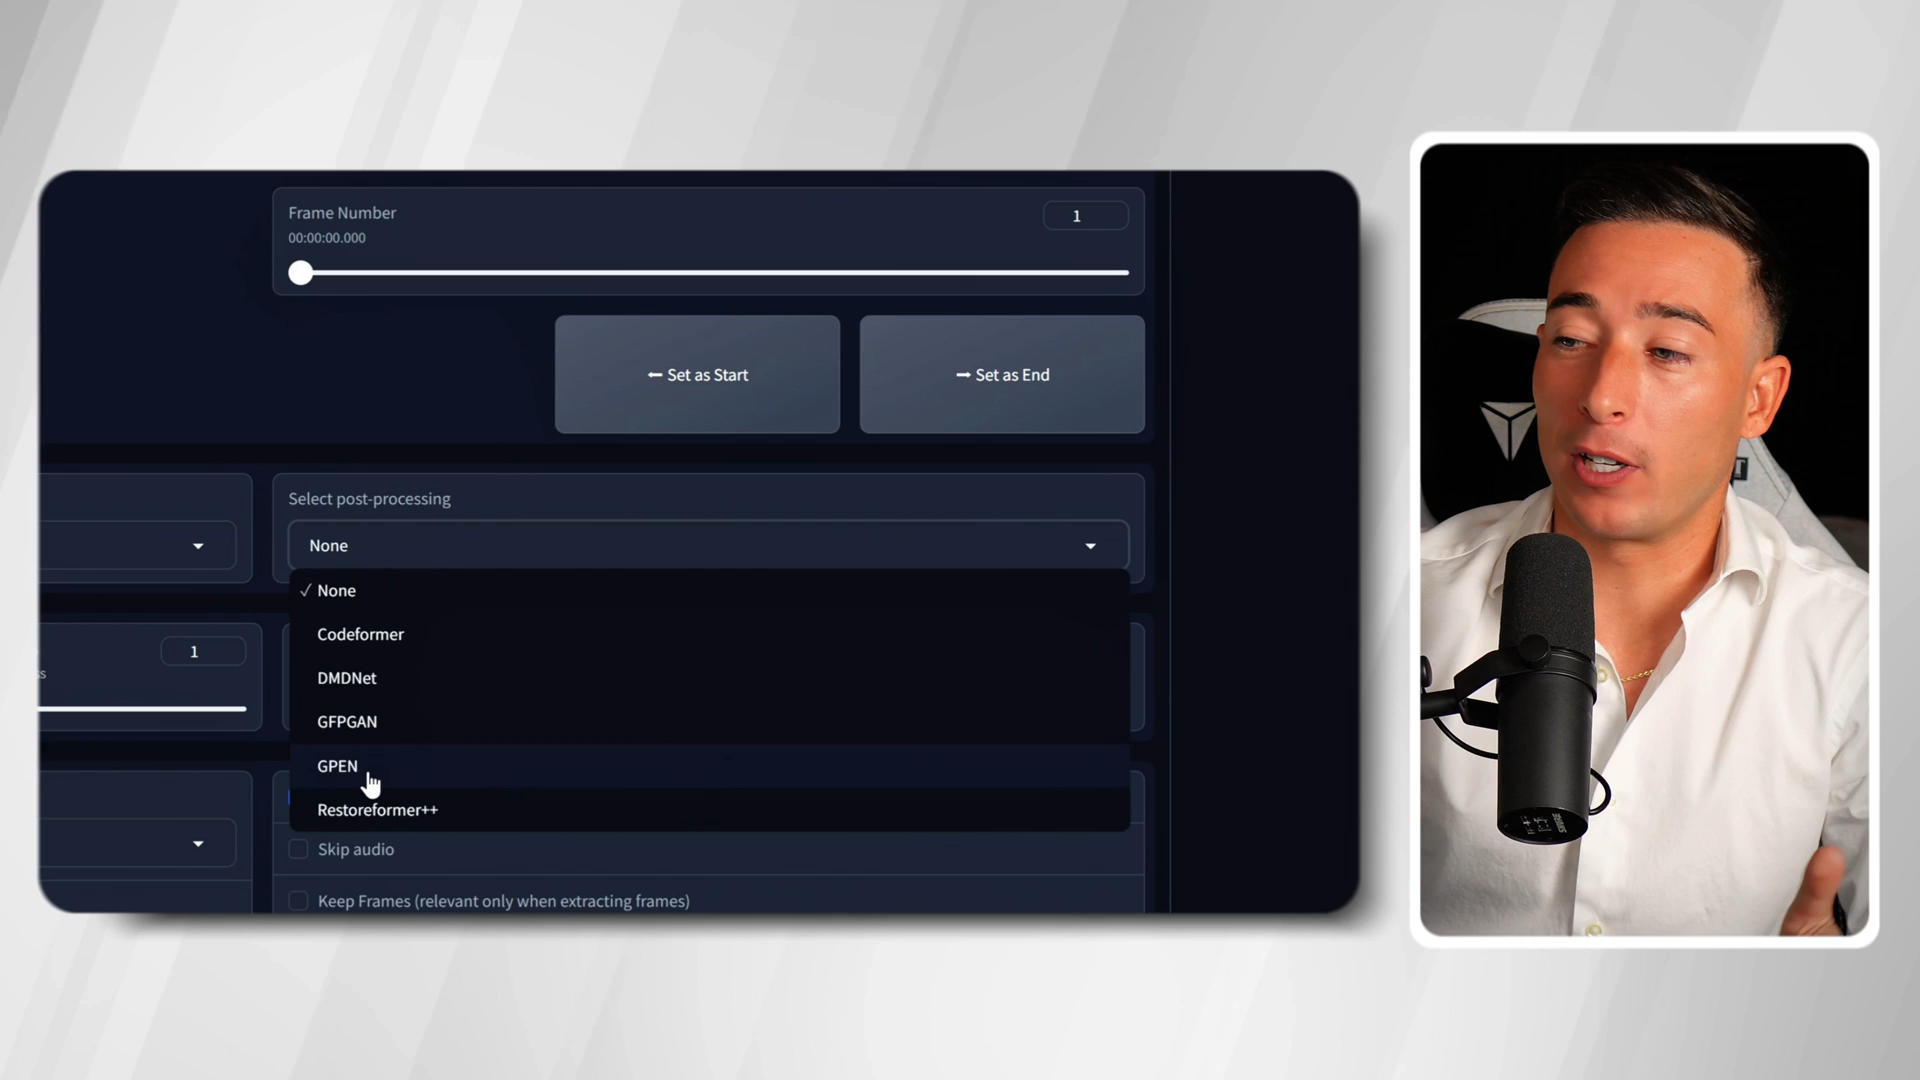 Frame Number
1
00:00:00.000
← Set as Start
→ Set as End
Select post-processing
None
✓ None
Codeformer
1
DMDNet
GFPGAN
GPEN
Restoreformer++
Skip audio
Keep Frames (relevant only when extracting frames)